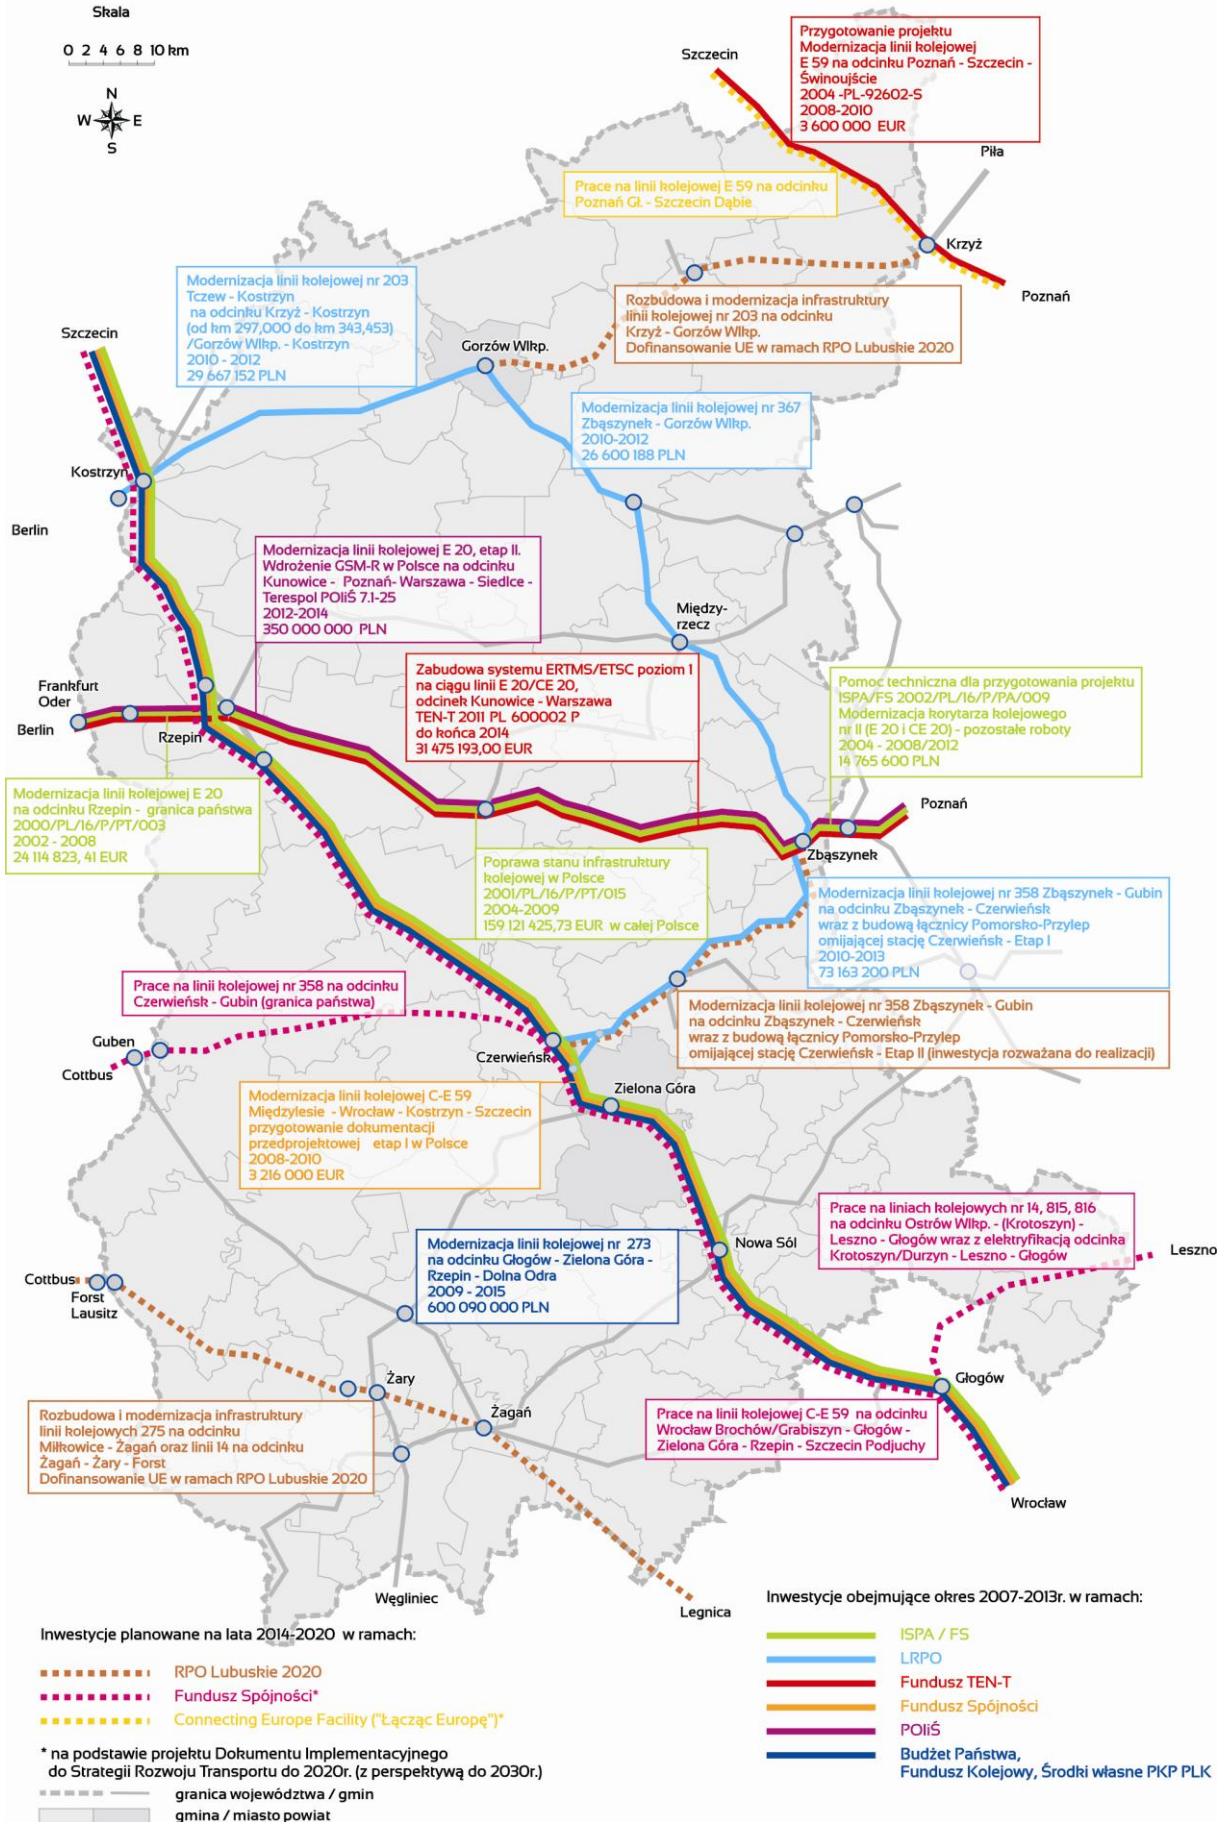 Skala
0 2 4 6 8 10 km
N
W E
S
Szczecin
Przygotowanie projektu
Modernizacja linii kolejowej
E 59 na odcinku Poznań - Szczecin -
Świnoujście
2004 -PL-92602-S
2008-2010
3 600 000 EUR
Piła
Prace na linii kolejowej E 59 na odcinku
Poznań Gł. - Szczecin Dąbie
Krzyż
Poznań
Modernizacja linii kolejowej nr 203
Tczew - Kostrzyn
na odcinku Krzyż - Kostrzyn
(od km 297,000 do km 343,453)
/Gorzów Wlkp. - Kostrzyn
2010 - 2012
29 667 152 PLN
Rozbudowa i modernizacja infrastruktury
linii kolejowej nr 203 na odcinku
Krzyż - Gorzów Wlkp.
Dofinansowanie UE w ramach RPO Lubuskie 2020
Szczecin
Gorzów Wlkp.
Modernizacja linii kolejowej nr 367
Zbąszynek - Gorzów Wlkp.
2010-2012
26 600 188 PLN
Kostrzyn
Berlin
Modernizacja linii kolejowej E 20, etap II.
Wdrożenie GSM-R w Polsce na odcinku
Kunowice - Poznań- Warszawa - Siedlce -
Terespol POIiŚ 7.1-25
2012-2014
350 000 000 PLN
Między-
rzecz
Zabudowa systemu ERTMS/ETSC poziom 1
na ciągu linii E 20/CE 20,
odcinek Kunowice - Warszawa
TEN-T 2011 PL 600002 P
do końca 2014
31 475 193,00 EUR
Pomoc techniczna dla przygotowania projektu
ISPA/FS 2002/PL/16/P/PA/009
Modernizacja korytarza kolejowego
nr II (E 20 i CE 20) - pozostałe roboty
2004 - 2008/2012
14 765 600 PLN
Frankfurt
Oder
Berlin
Rzepin
Modernizacja linii kolejowej E 20
na odcinku Rzepin - granica państwa
2000/PL/16/P/PT/003
2002 - 2008
24 114 823, 41 EUR
Poznań
Zbąszynek
Poprawa stanu infrastruktury
kolejowej w Polsce
2001/PL/16/P/PT/015
2004-2009
159 121 425,73 EUR w całej Polsce
Modernizacja linii kolejowej nr 358 Zbąszynek - Gubin
na odcinku Zbąszynek - Czerwieńsk
wraz z budową łącznicy Pomorsko-Przylep
omijającej stację Czerwieńsk - Etap I
2010-2013
73 163 200 PLN
Prace na linii kolejowej nr 358 na odcinku
Czerwieńsk - Gubin (granica państwa)
Modernizacja linii kolejowej nr 358 Zbąszynek - Gubin
na odcinku Zbąszynek - Czerwieńsk
wraz z budową łącznicy Pomorsko-Przylep
omijającej stację Czerwieńsk - Etap II (inwestycja rozważana do realizacji)
Guben
Cottbus
Czerwieńsk
Zielona Góra
Modernizacja linii kolejowej C-E 59
Międzylesie - Wrocław - Kostrzyn - Szczecin
przygotowanie dokumentacji
przedprojektowej etap I w Polsce
2008-2010
3 216 000 EUR
Prace na liniach kolejowych nr 14, 815, 816
na odcinku Ostrów Wlkp. - (Krotoszyn) -
Leszno - Głogów wraz z elektryfikacją odcinka
Krotoszyn/Durzyn - Leszno - Głogów
Nowa Sól
Leszno
Modernizacja linii kolejowej nr 273
na odcinku Głogów - Zielona Góra -
Rzepin - Dolna Odra
2009 - 2015
600 090 000 PLN
Cottbus
Forst
Lausitz
Żary
Głogów
Żagań
Rozbudowa i modernizacja infrastruktury
linii kolejowych 275 na odcinku
Miłkowice - Żagań oraz linii 14 na odcinku
Żagań - Żary - Forst
Dofinansowanie UE w ramach RPO Lubuskie 2020
Prace na linii kolejowej C-E 59 na odcinku
Wrocław Brochów/Grabiszyn - Głogów -
Zielona Góra - Rzepin - Szczecin Podjuchy
Wrocław
Węgliniec
Legnica
Inwestycje planowane na lata 2014-2020 w ramach:
RPO Lubuskie 2020
Fundusz Spójności*
Connecting Europe Facility ("Łącząc Europę")*
* na podstawie projektu Dokumentu Implementacyjnego
do Strategii Rozwoju Transportu do 2020r. (z perspektywą do 2030r.)
granica województwa / gmin
gmina / miasto powiat
Inwestycje obejmujące okres 2007-2013r. w ramach:
ISPA / FS
LRPO
Fundusz TEN-T
Fundusz Spójności
POIiŚ
Budżet Państwa,
Fundusz Kolejowy, Środki własne PKP PLK